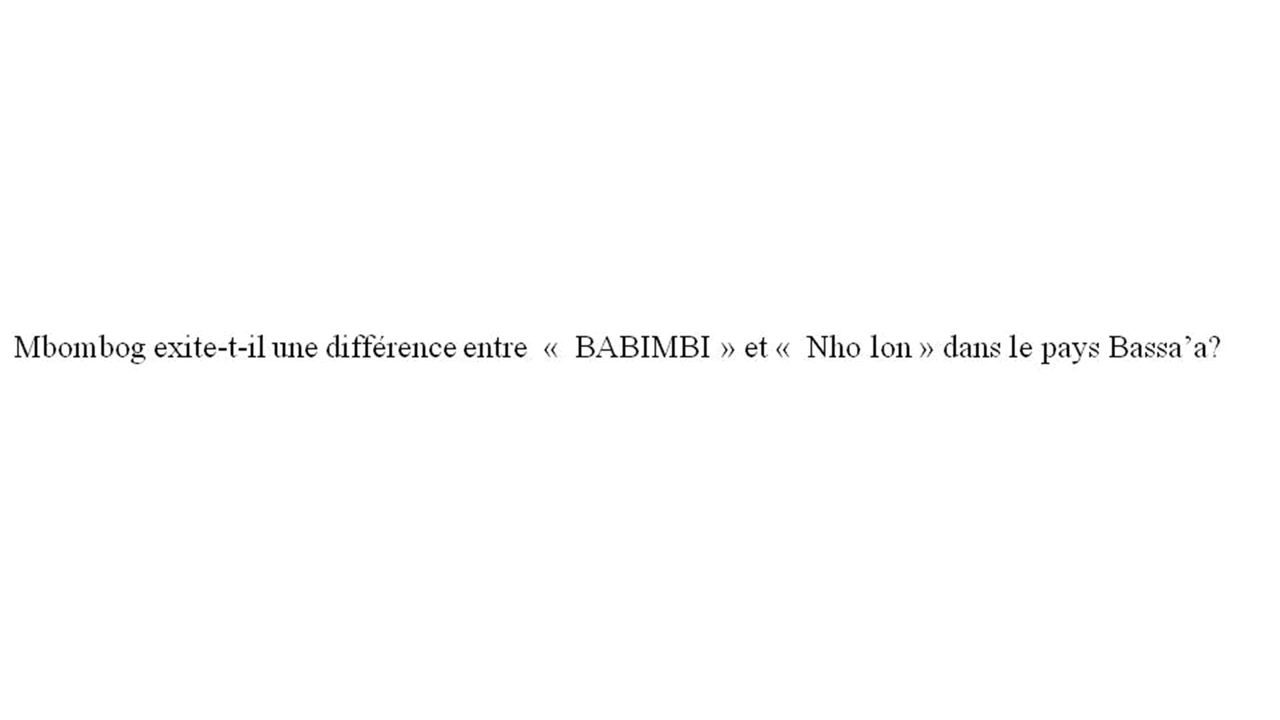 Mbombog exite-t-il une différence entre « BABIMBI » et « Nho lon » dans le pays Bassa’a?